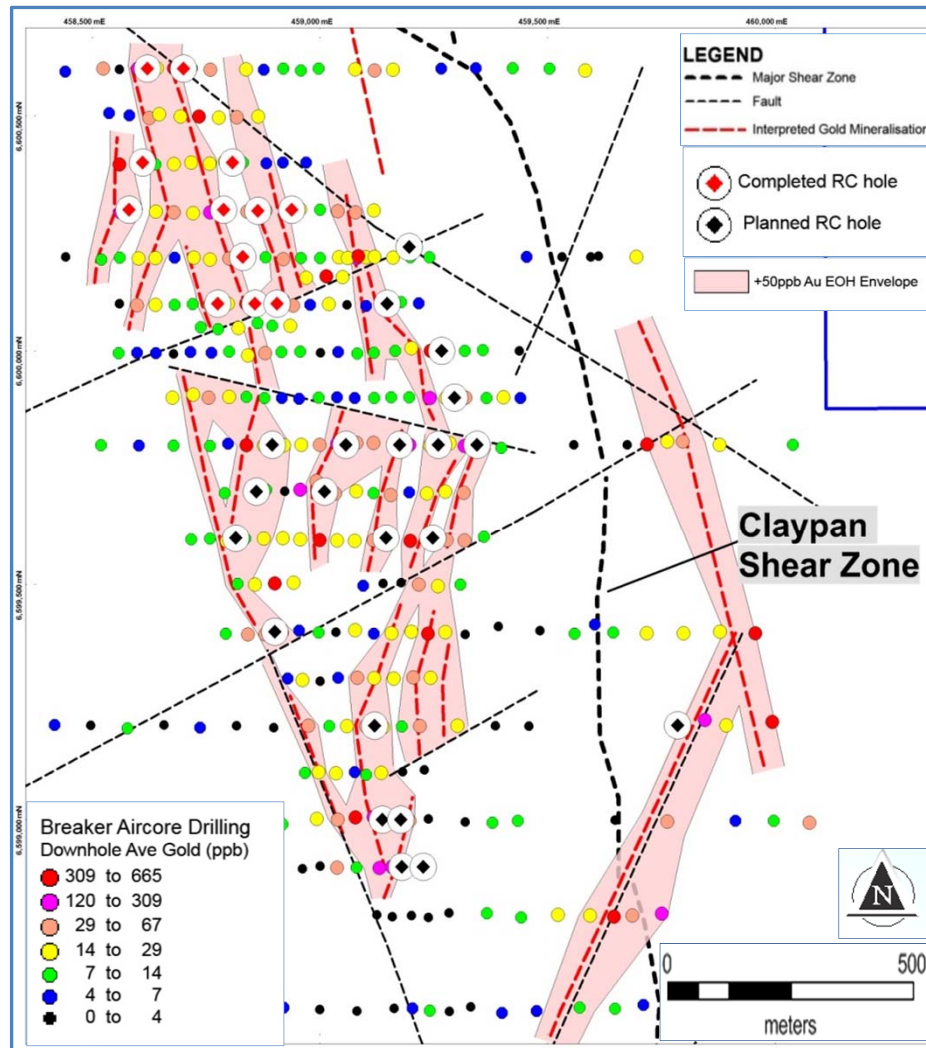 458,500 mE
459,000 mE
459,500 mE
460,000 mE
LEGEND
Major Shear Zone
Fault
Interpreted Gold Mineralisation
Completed RC hole
Planned RC hole
+50ppb Au EOH Envelope
6,600,500 mN
6,600,000 mN
6,599,500 mN
6,599,000 mN
Claypan
Shear Zone
Breaker Aircore Drilling
Downhole Ave Gold (ppb)
309 to 665
120 to 309
29 to 67
14 to 29
7 to 14
4 to 7
0 to 4
N
0 500
meters